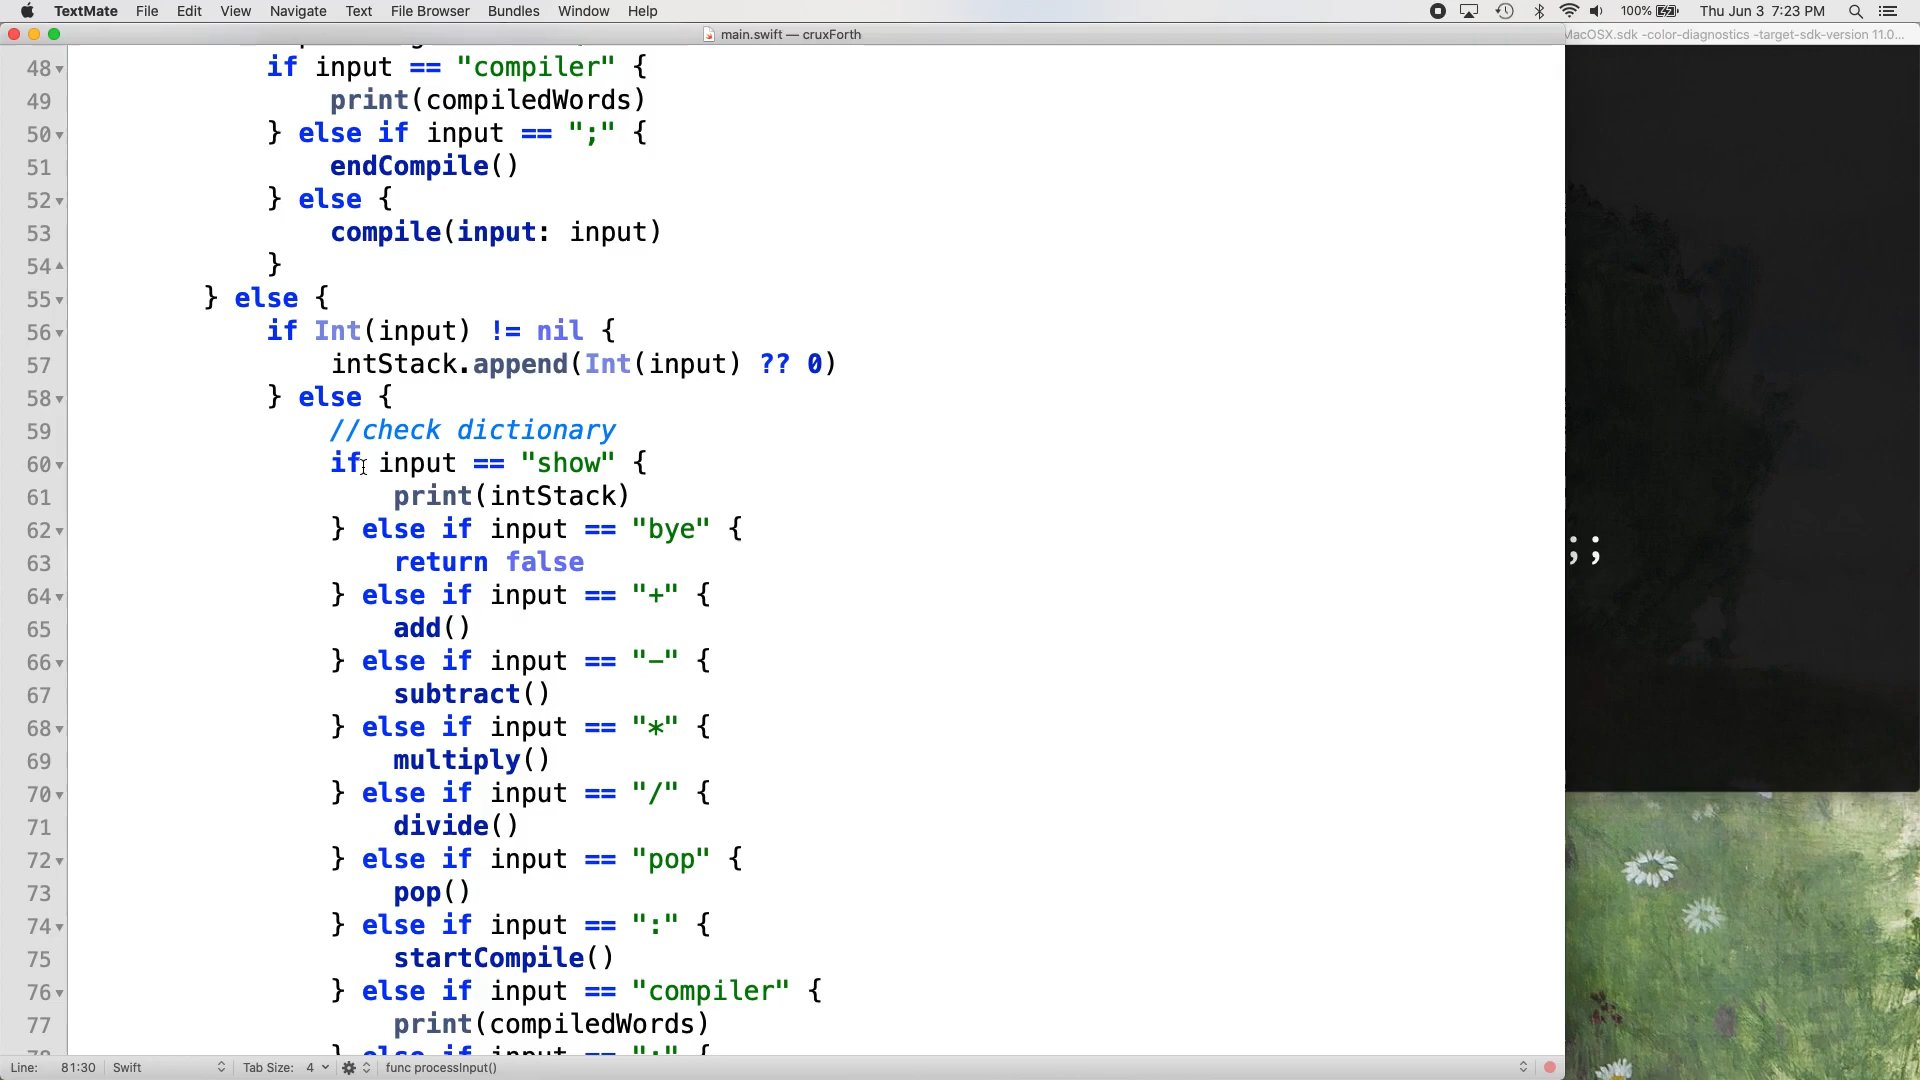 TextMate File Edit View Navigate Text File Browser Bundles Window Help 100% Thu Jun 3 7:23 PM
main.swift — cruxForth
MacOSX.sdk -color-diagnostics -target-sdk-version 11.0...
48 if input == "compiler" {
49 print(compiledWords)
50 } else if input == ";" {
51 endCompile()
52 } else {
53 compile(input: input)
54 }
55 } else {
56 if Int(input) != nil {
57 intStack.append(Int(input) ?? 0)
58 } else {
59 //check dictionary
60 if input == "show" {
61 print(intStack)
62 } else if input == "bye" {
63 return false
64 } else if input == "+" {
65 add()
66 } else if input == "-" {
67 subtract()
68 } else if input == "*" {
69 multiply()
70 } else if input == "/" {
71 divide()
72 } else if input == "pop" {
73 pop()
74 } else if input == ":" {
75 startCompile()
76 } else if input == "compiler" {
77 print(compiledWords)
;;
Line: 81:30 Swift Tab Size: 4 func processInput()